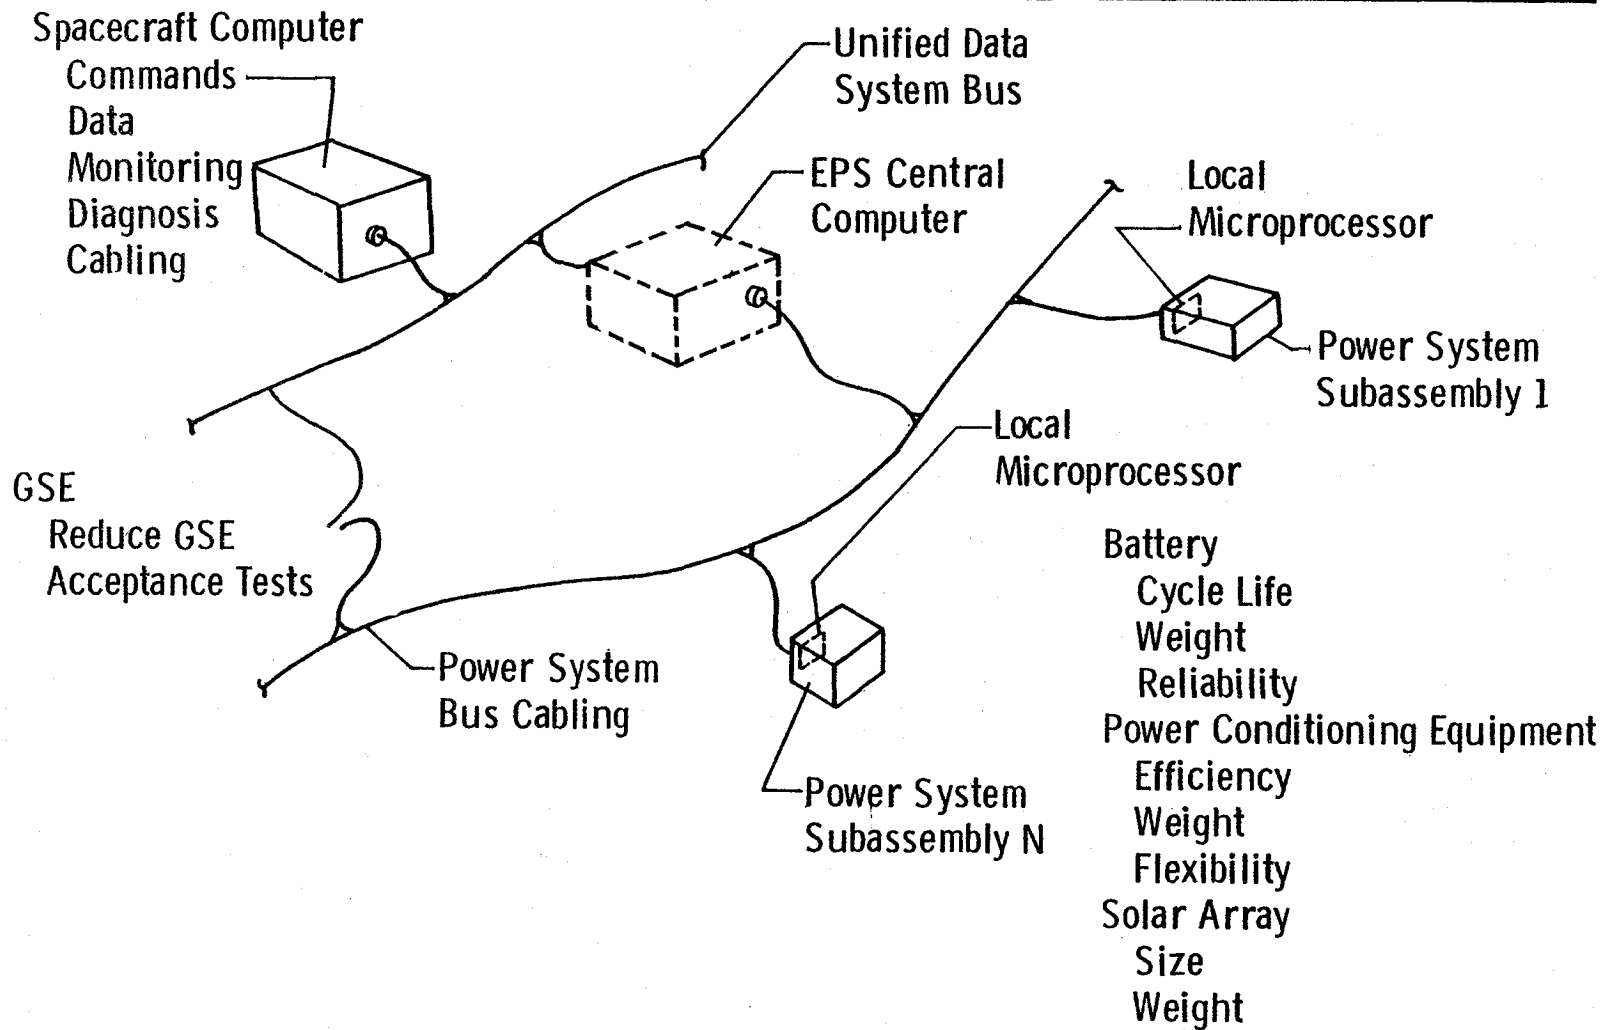 Spacecraft Computer
Commands
Data
Monitoring
Diagnosis
Cabling
Unified Data
System Bus
EPS Central
Computer
Local
Microprocessor
Power System
Subassembly 1
Local
Microprocessor
GSE
Reduce GSE
Acceptance Tests
Power System
Bus Cabling
Power System
Subassembly N
Battery
Cycle Life
Weight
Reliability
Power Conditioning Equipment
Efficiency
Weight
Flexibility
Solar Array
Size
Weight